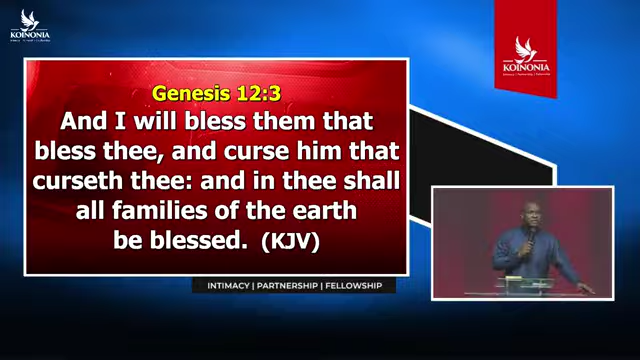 KOINONIA
KOINONIA
Intimacy | Partnership | Fellowship
Genesis 12:3
And I will bless them that
bless thee, and curse him that
curseth thee: and in thee shall
all families of the earth
be blessed. (KJV)
INTIMACY | PARTNERSHIP | FELLOWSHIP